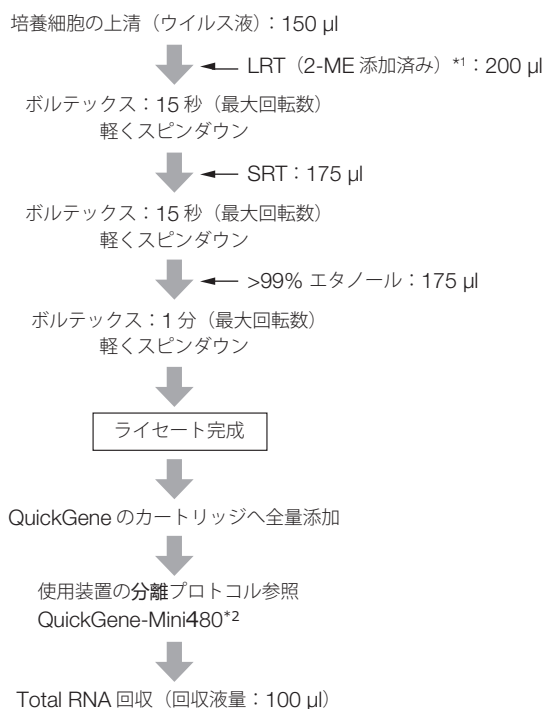 培養細胞の上清（ウイルス液）：150 µl
LRT（2-ME 添加済み）*1：200 µl
ボルテックス：15 秒（最大回転数）
軽くスピンダウン
SRT：175 µl
ボルテックス：15 秒（最大回転数）
軽くスピンダウン
>99% エタノール：175 µl
ボルテックス：1 分（最大回転数）
軽くスピンダウン
ライセート完成
QuickGene のカートリッジへ全量添加
使用装置の分離プロトコル参照
QuickGene-Mini480*2
Total RNA 回収（回収液量：100 µl）